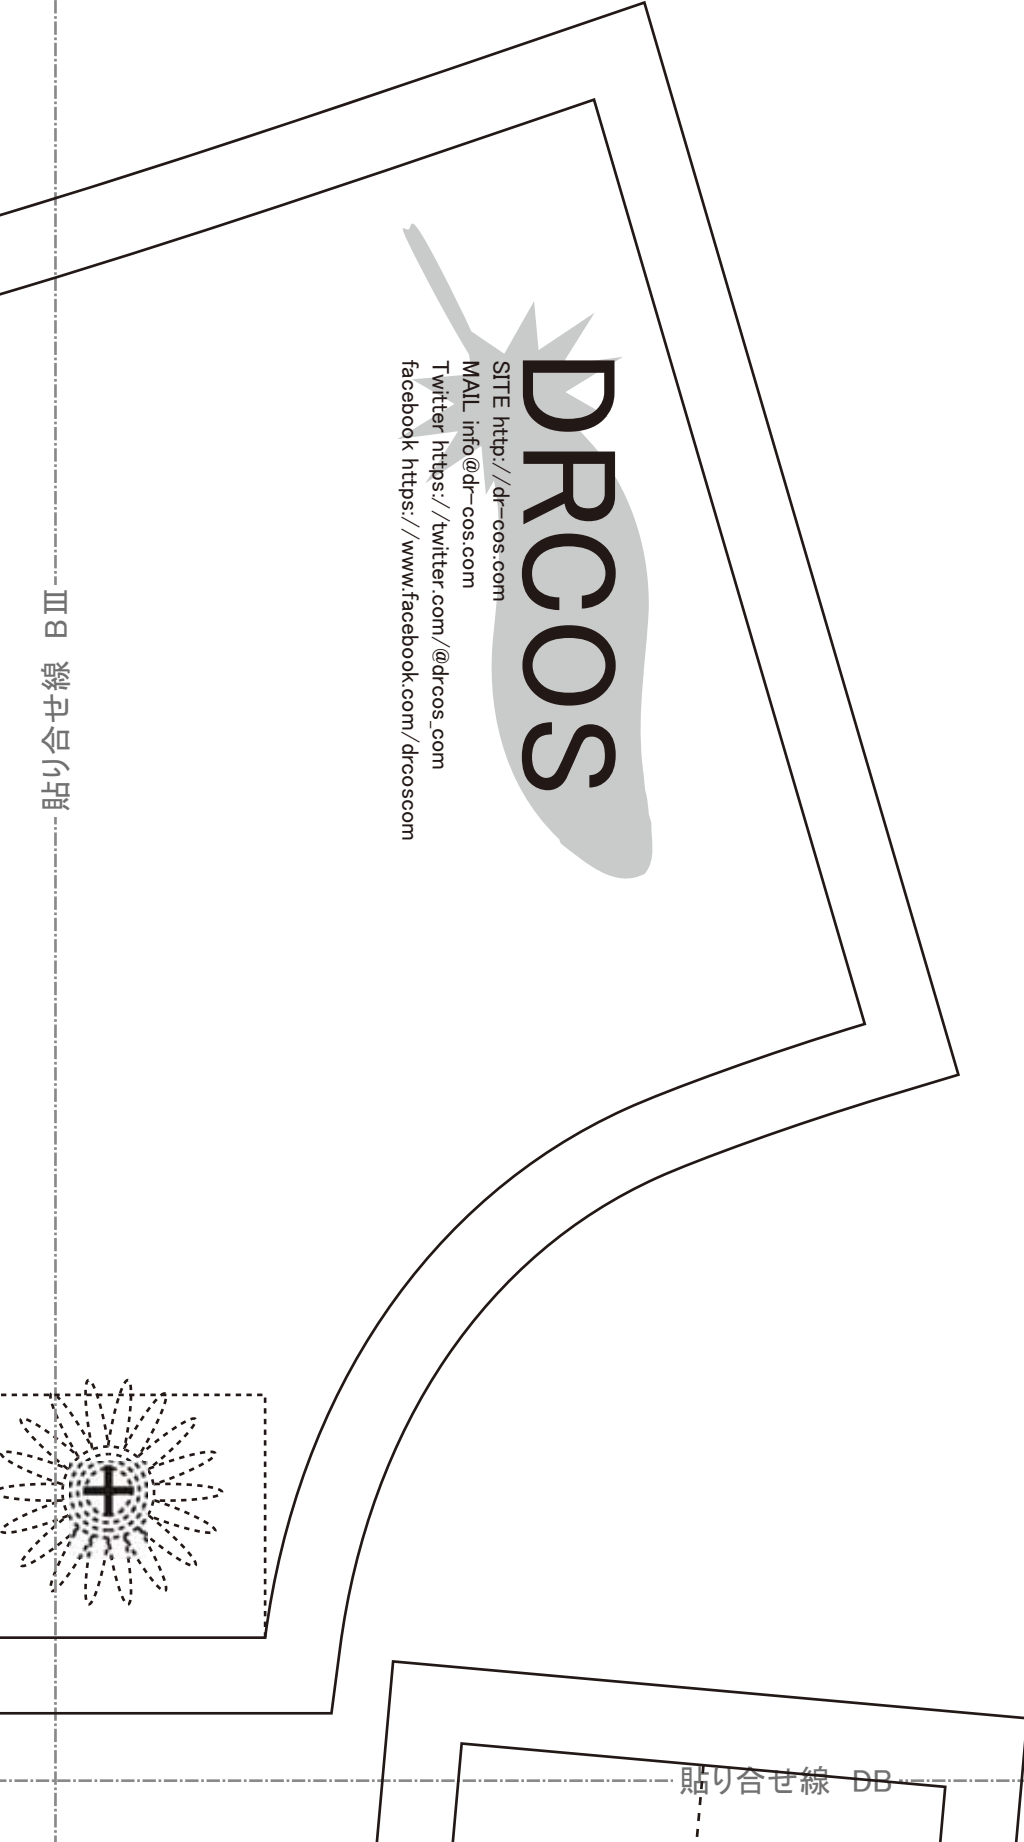 DRCOS
SITE http://dr-cos.com
MAIL info@dr-cos.com
Twitter https://twitter.com/@drcos_com
facebook https://www.facebook.com/drcoscom
貼り合せ線 BⅢ
貼り合せ線 DB